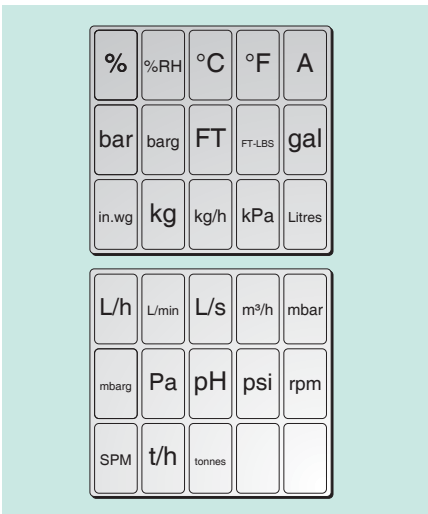 % %RH °C °F A
bar barg FT FT-LBS gal
in.wg kg kg/h kPa Litres
L/h L/min L/s m³/h mbar
mbarg Pa pH psi rpm
SPM t/h tonnes